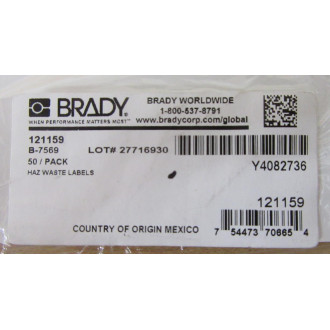 BRADY
WHEN PERFORMANCE MATTERS MOST
BRADY WORLDWIDE
1-800-537-8791
www.bradycorp.com/global
121159
B-7569
LOT# 27716930
50 / PACK
HAZ WASTE LABELS
Y4082736
121159
7 54473 70665 4
COUNTRY OF ORIGIN MEXICO